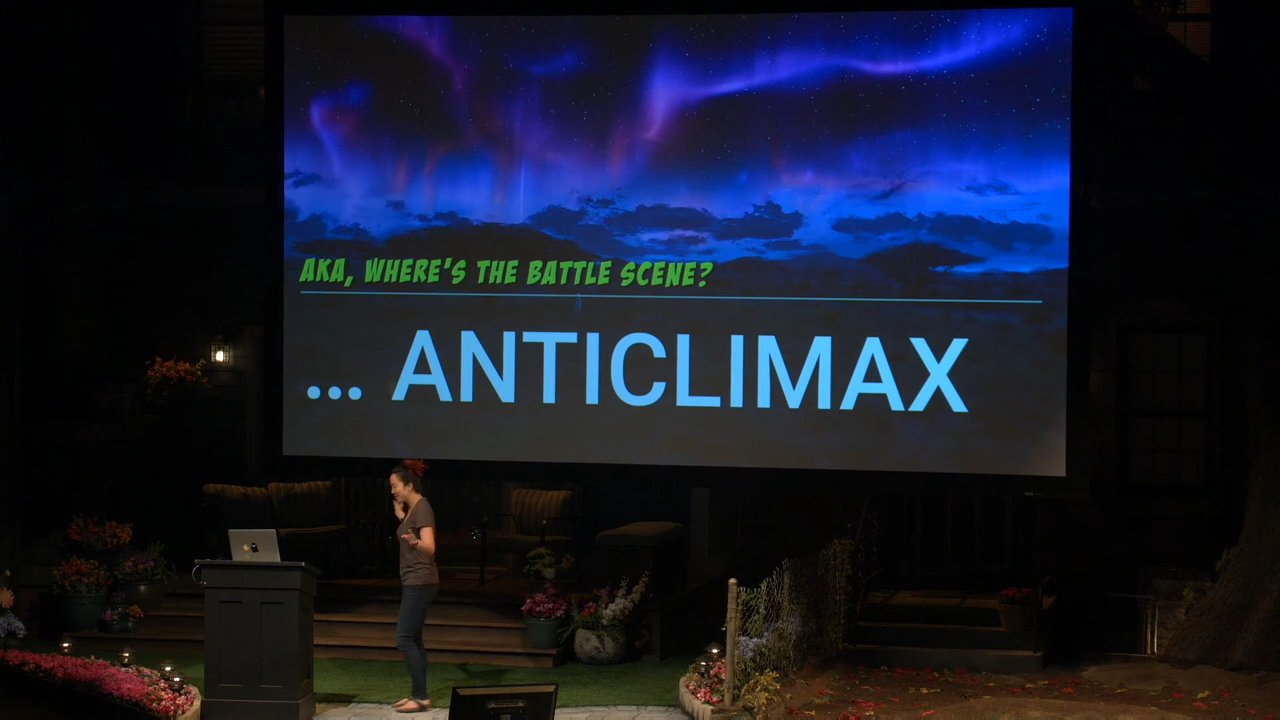 AKA, WHERE'S THE BATTLE SCENE?
... ANTICLIMAX